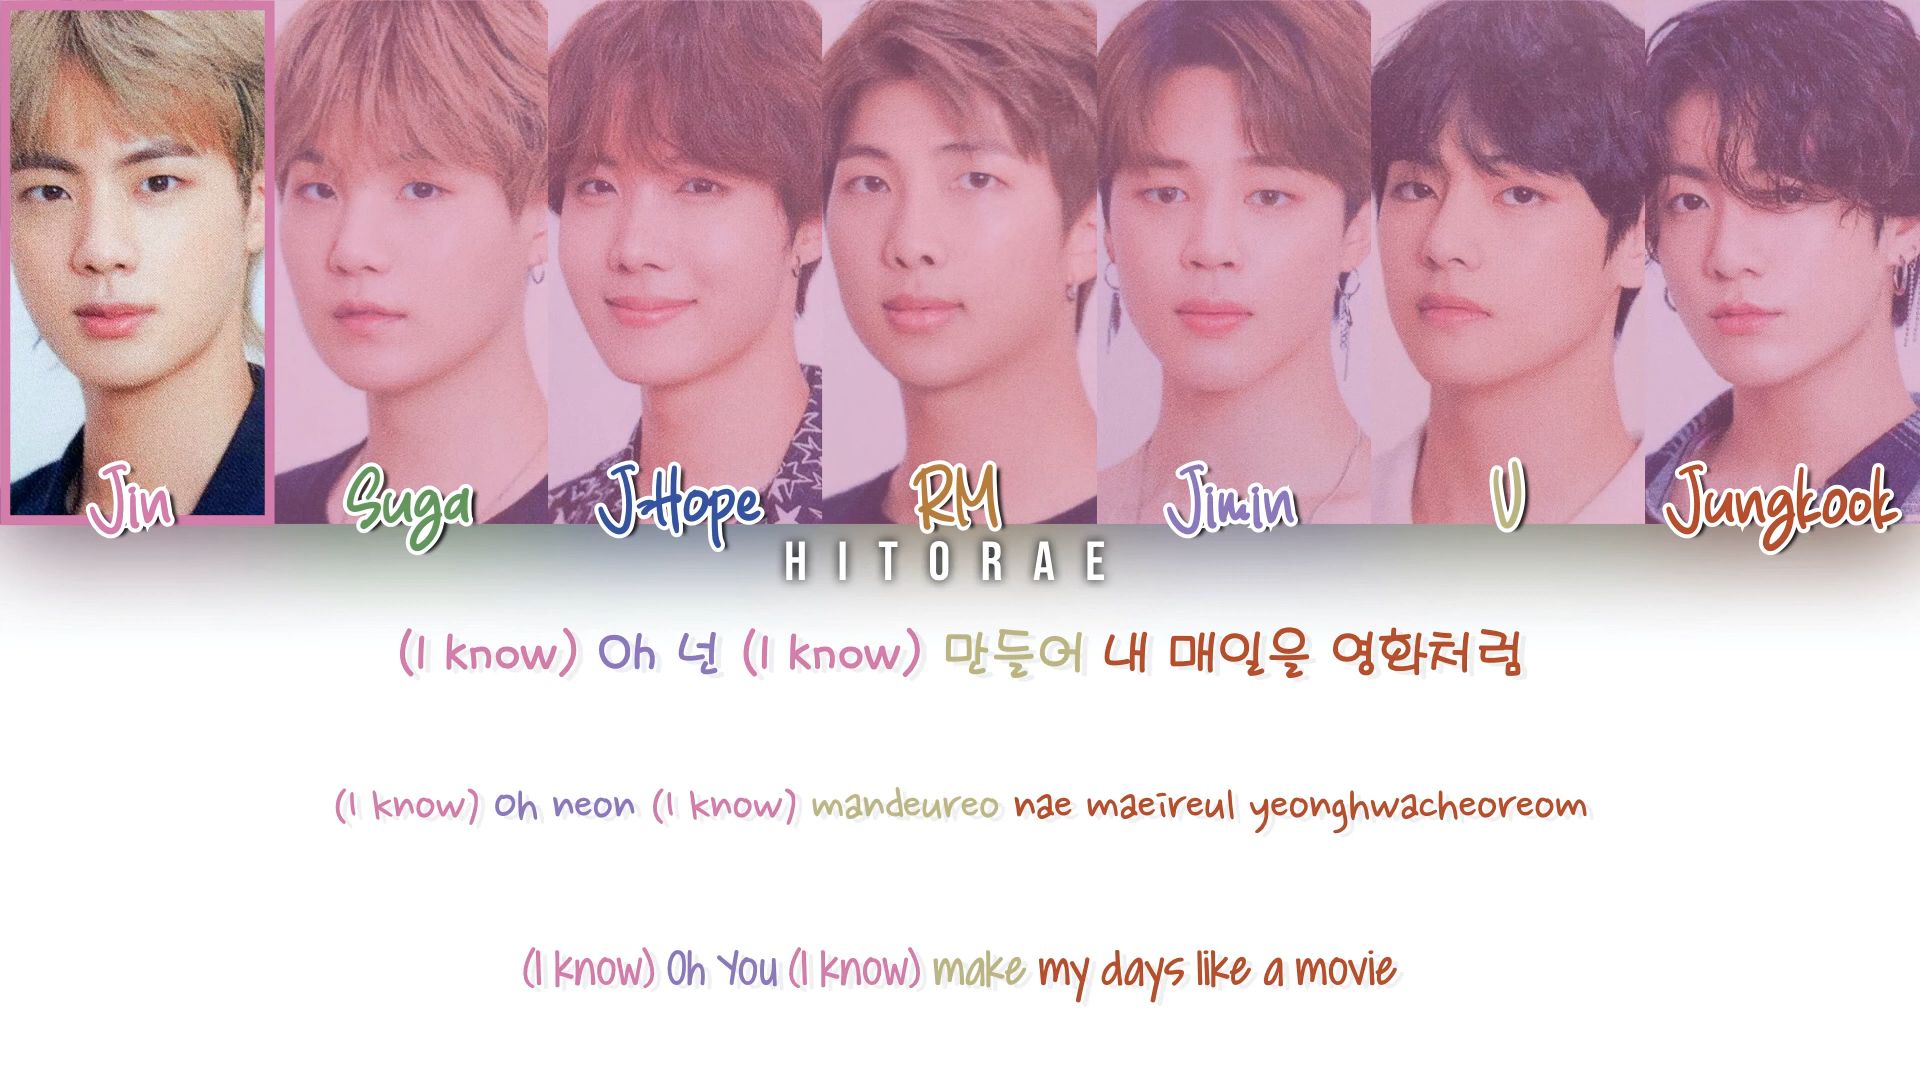 Jin Suga J-Hope RM Jimin V Jungkook
HITORAE
(I know) Oh 넌 (I know) 만들어 내 매일을 영화처럼
(I know) Oh neon (I know) mandeureo nae maeireul yeonghwacheoreom
(I know) Oh You (I know) make my days like a movie